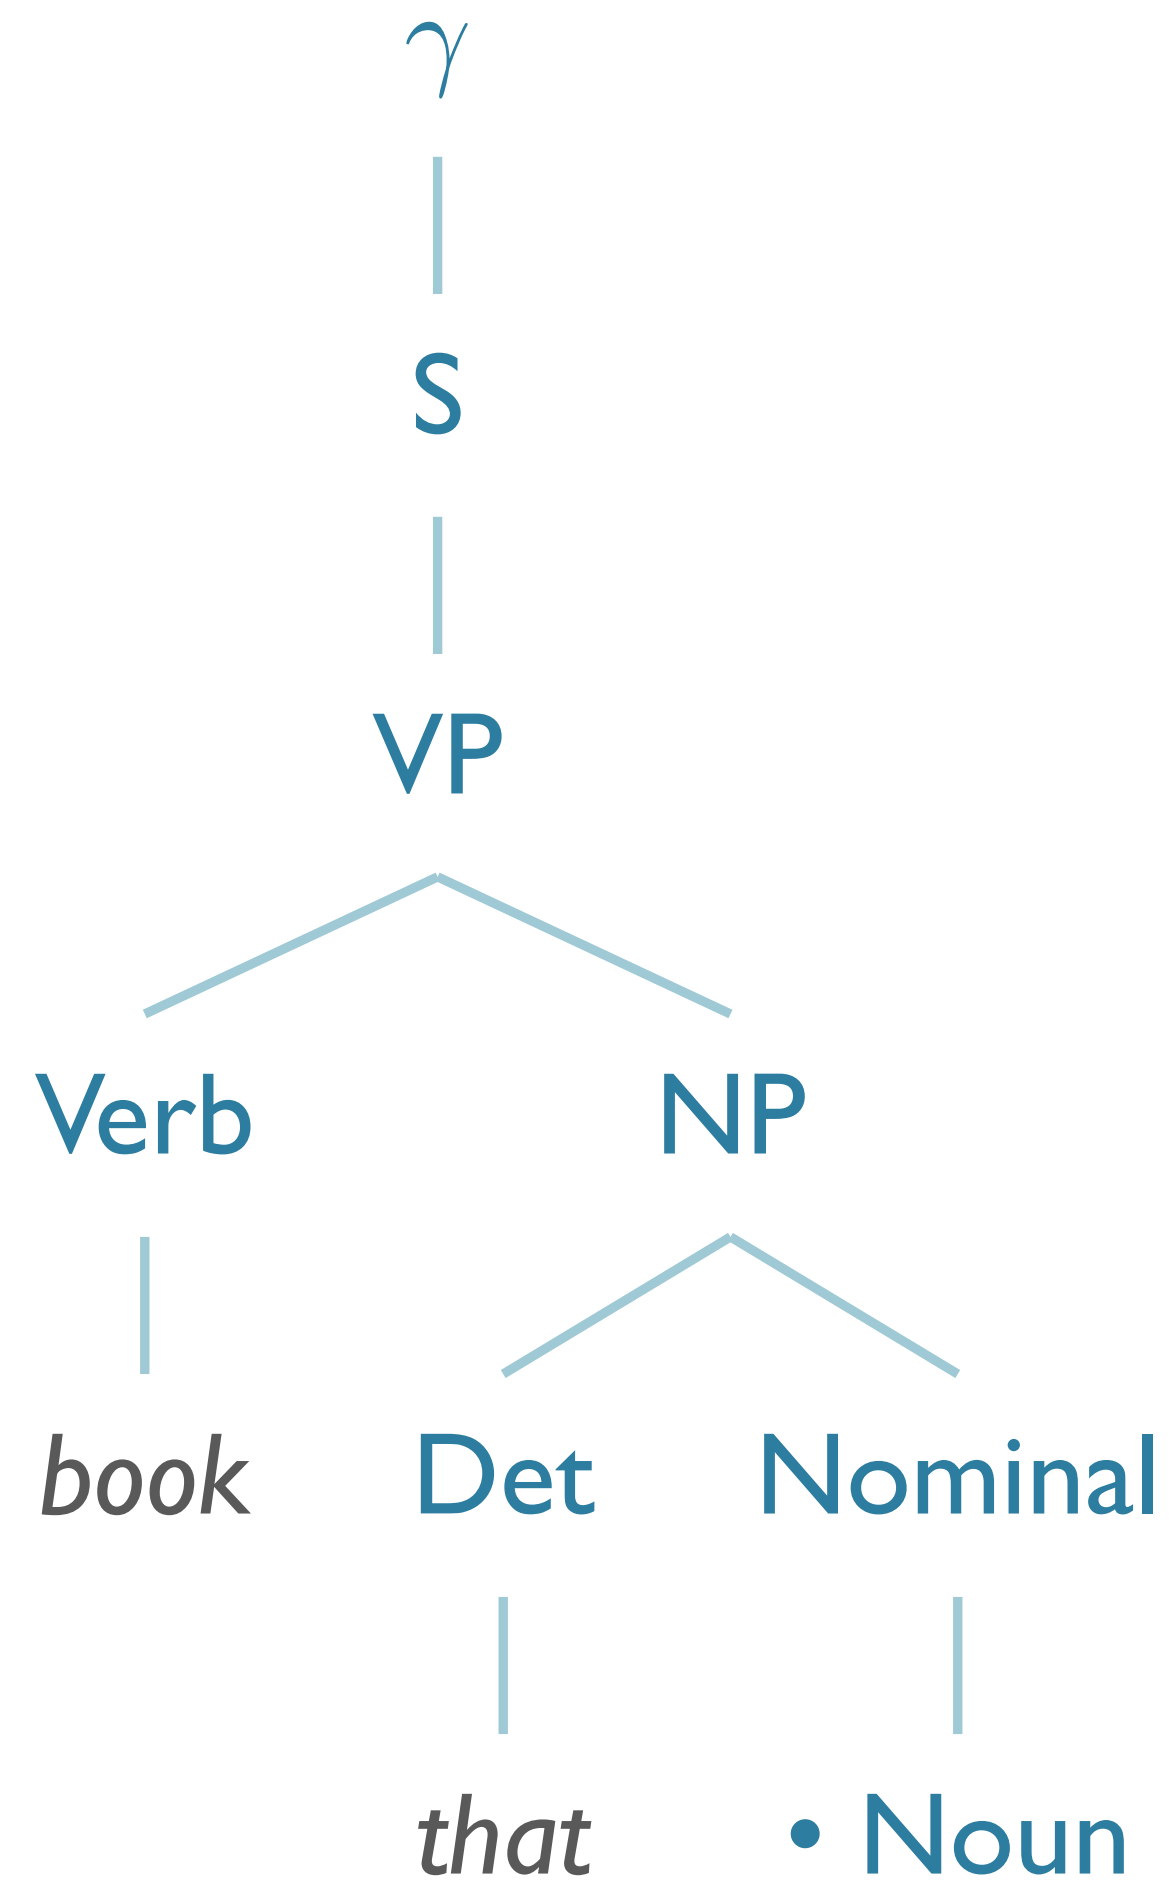 γ
S
VP
Verb NP
book Det Nominal
that • Noun